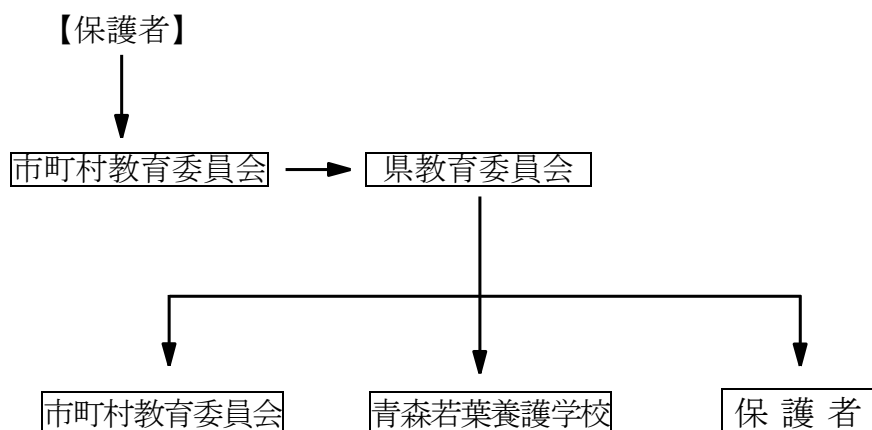 【保護者】
市町村教育委員会
県教育委員会
市町村教育委員会
青森若葉養護学校
保護者